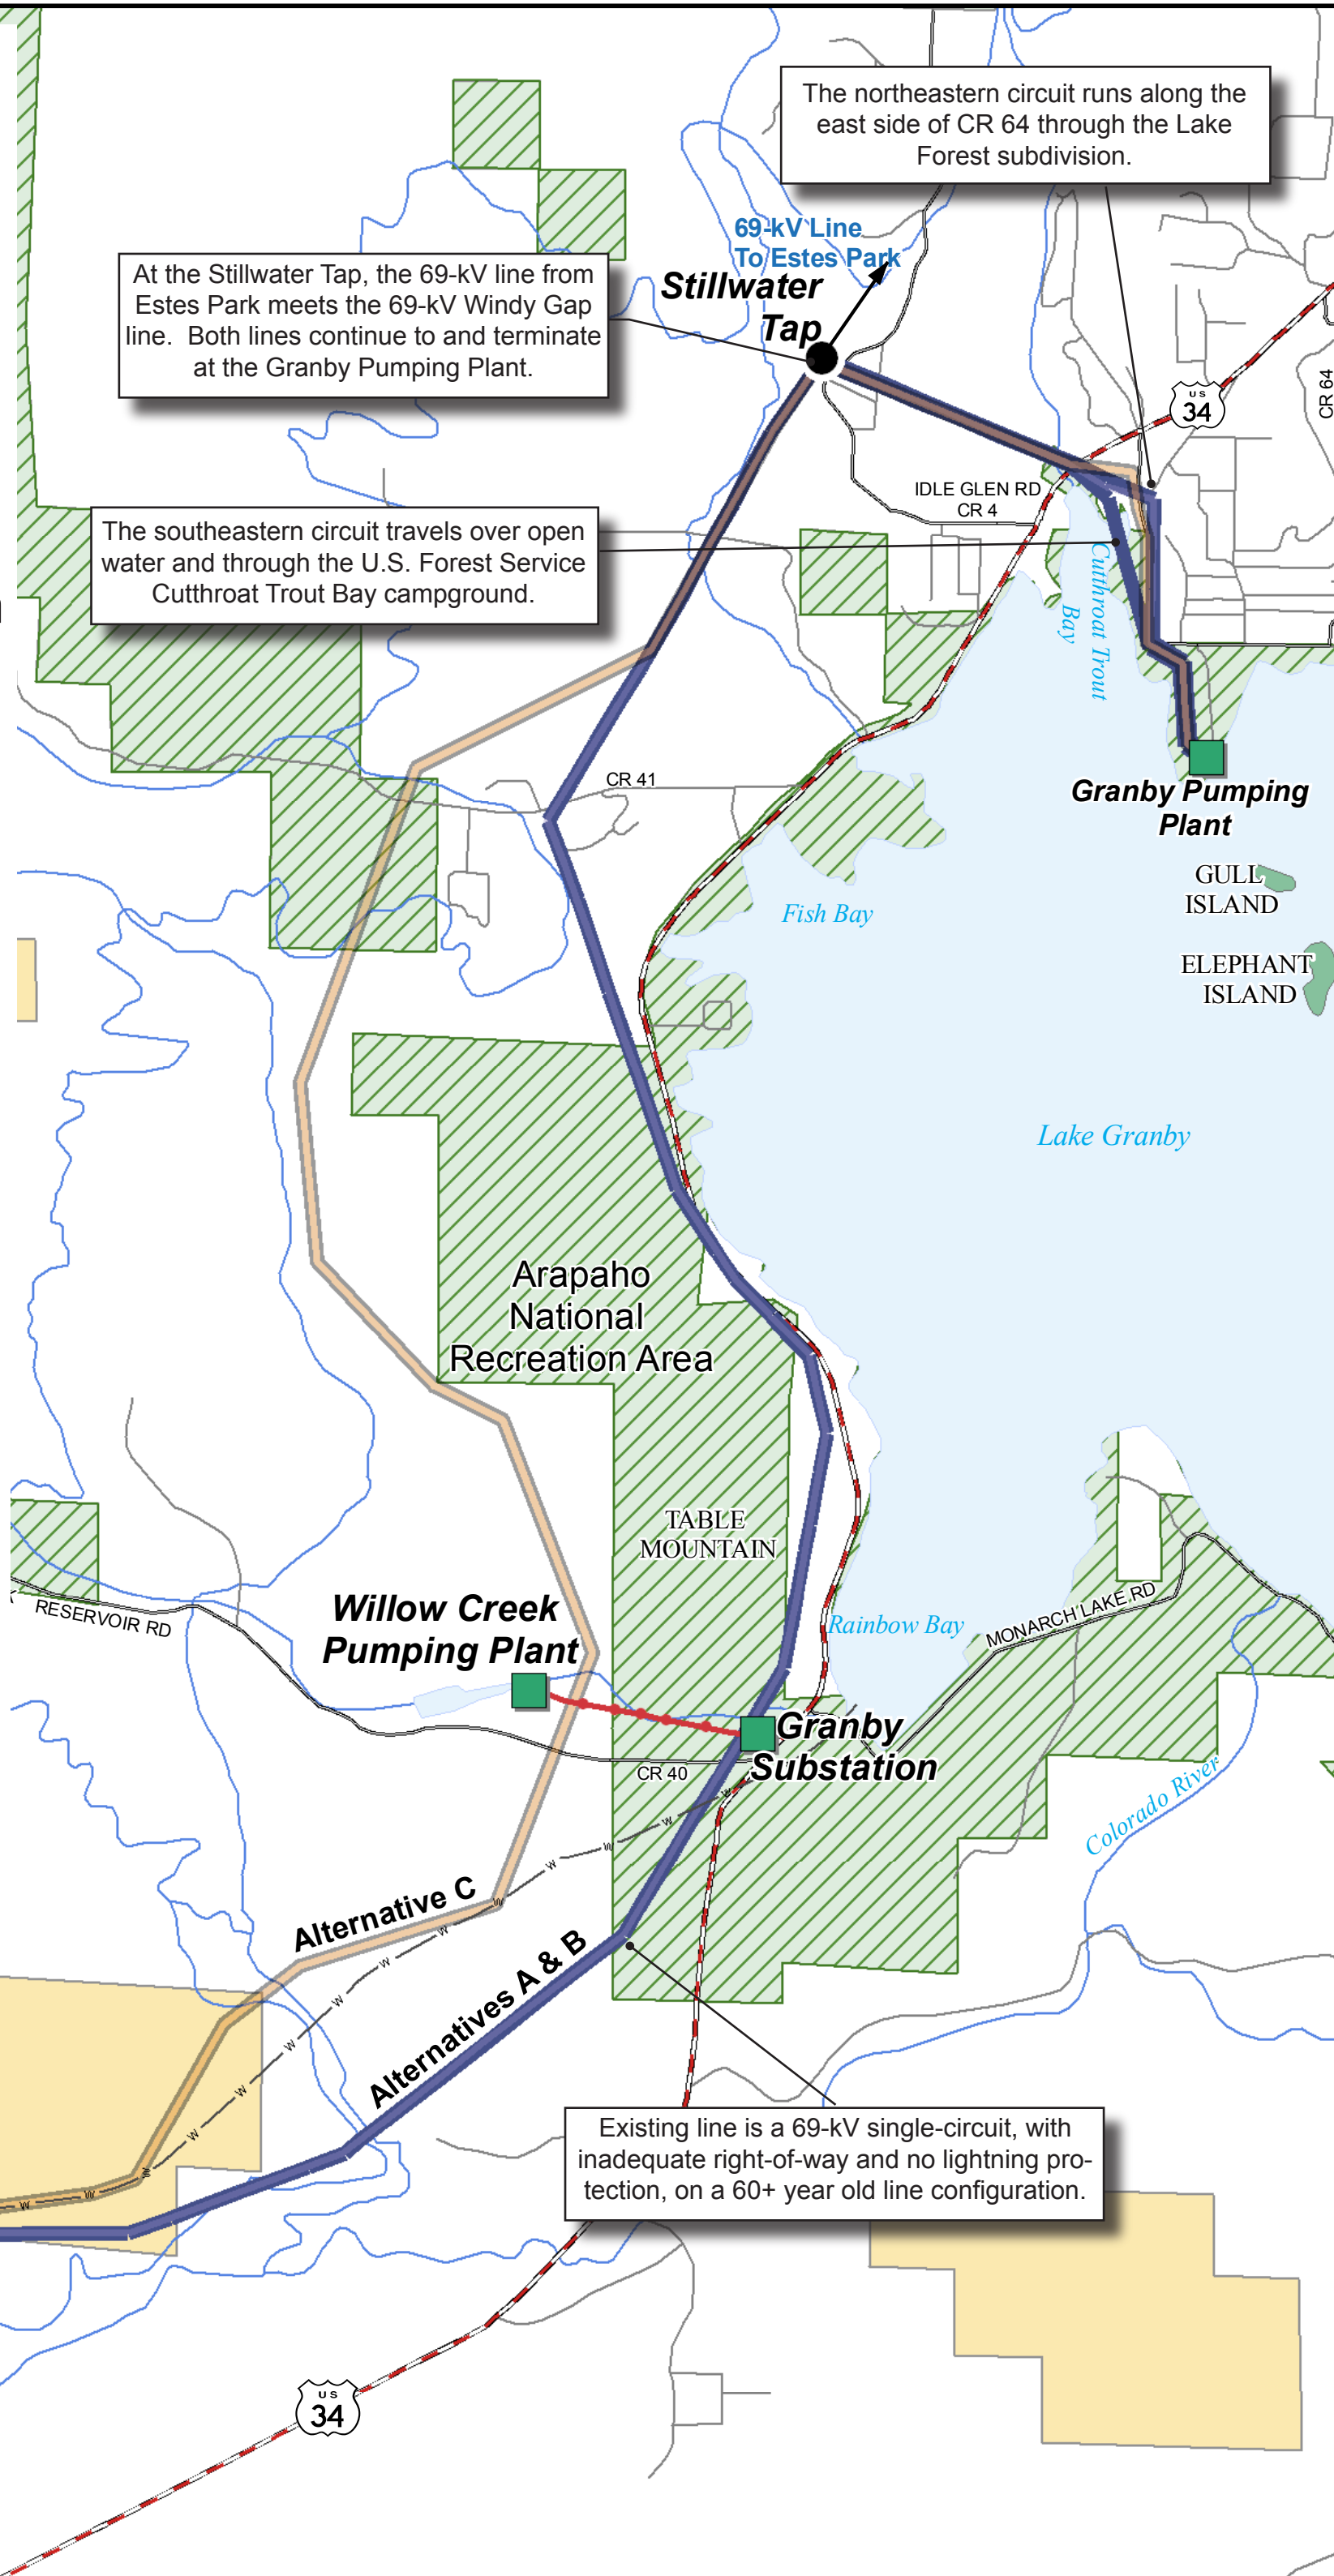 The northeastern circuit runs along the
east side of CR 64 through the Lake
Forest subdivision.
69-kV Line
To Estes Park
Stillwater
Tap
At the Stillwater Tap, the 69-kV line from
Estes Park meets the 69-kV Windy Gap
line.  Both lines continue to and terminate
at the Granby Pumping Plant.
CR 64
US
34
IDLE GLEN RD
CR 4
The southeastern circuit travels over open
water and through the U.S. Forest Service
Cutthroat Trout Bay campground.
Cutthroat Trout
Bay
CR 41
Granby Pumping
Plant
GULL
ISLAND
Fish Bay
ELEPHANT
ISLAND
Lake Granby
Arapaho
National
Recreation Area
TABLE
MOUNTAIN
RESERVOIR RD
Willow Creek
Pumping Plant
Rainbow Bay
MONARCH LAKE RD
Granby
Substation
CR 40
Colorado River
Alternative C
Alternatives A & B
W W W W W W W W W W W W W W
Existing line is a 69-kV single-circuit, with
inadequate right-of-way and no lightning pro-
tection, on a 60+ year old line configuration.
US
34